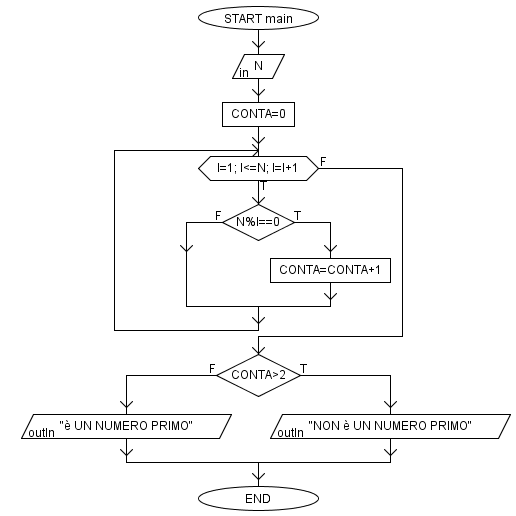 START main
in N
CONTA=0
I=1; I<=N; I=I+1
F
T
F
N%I==0
T
CONTA=CONTA+1
F
CONTA>2
T
outln "è UN NUMERO PRIMO"
outln "NON è UN NUMERO PRIMO"
END